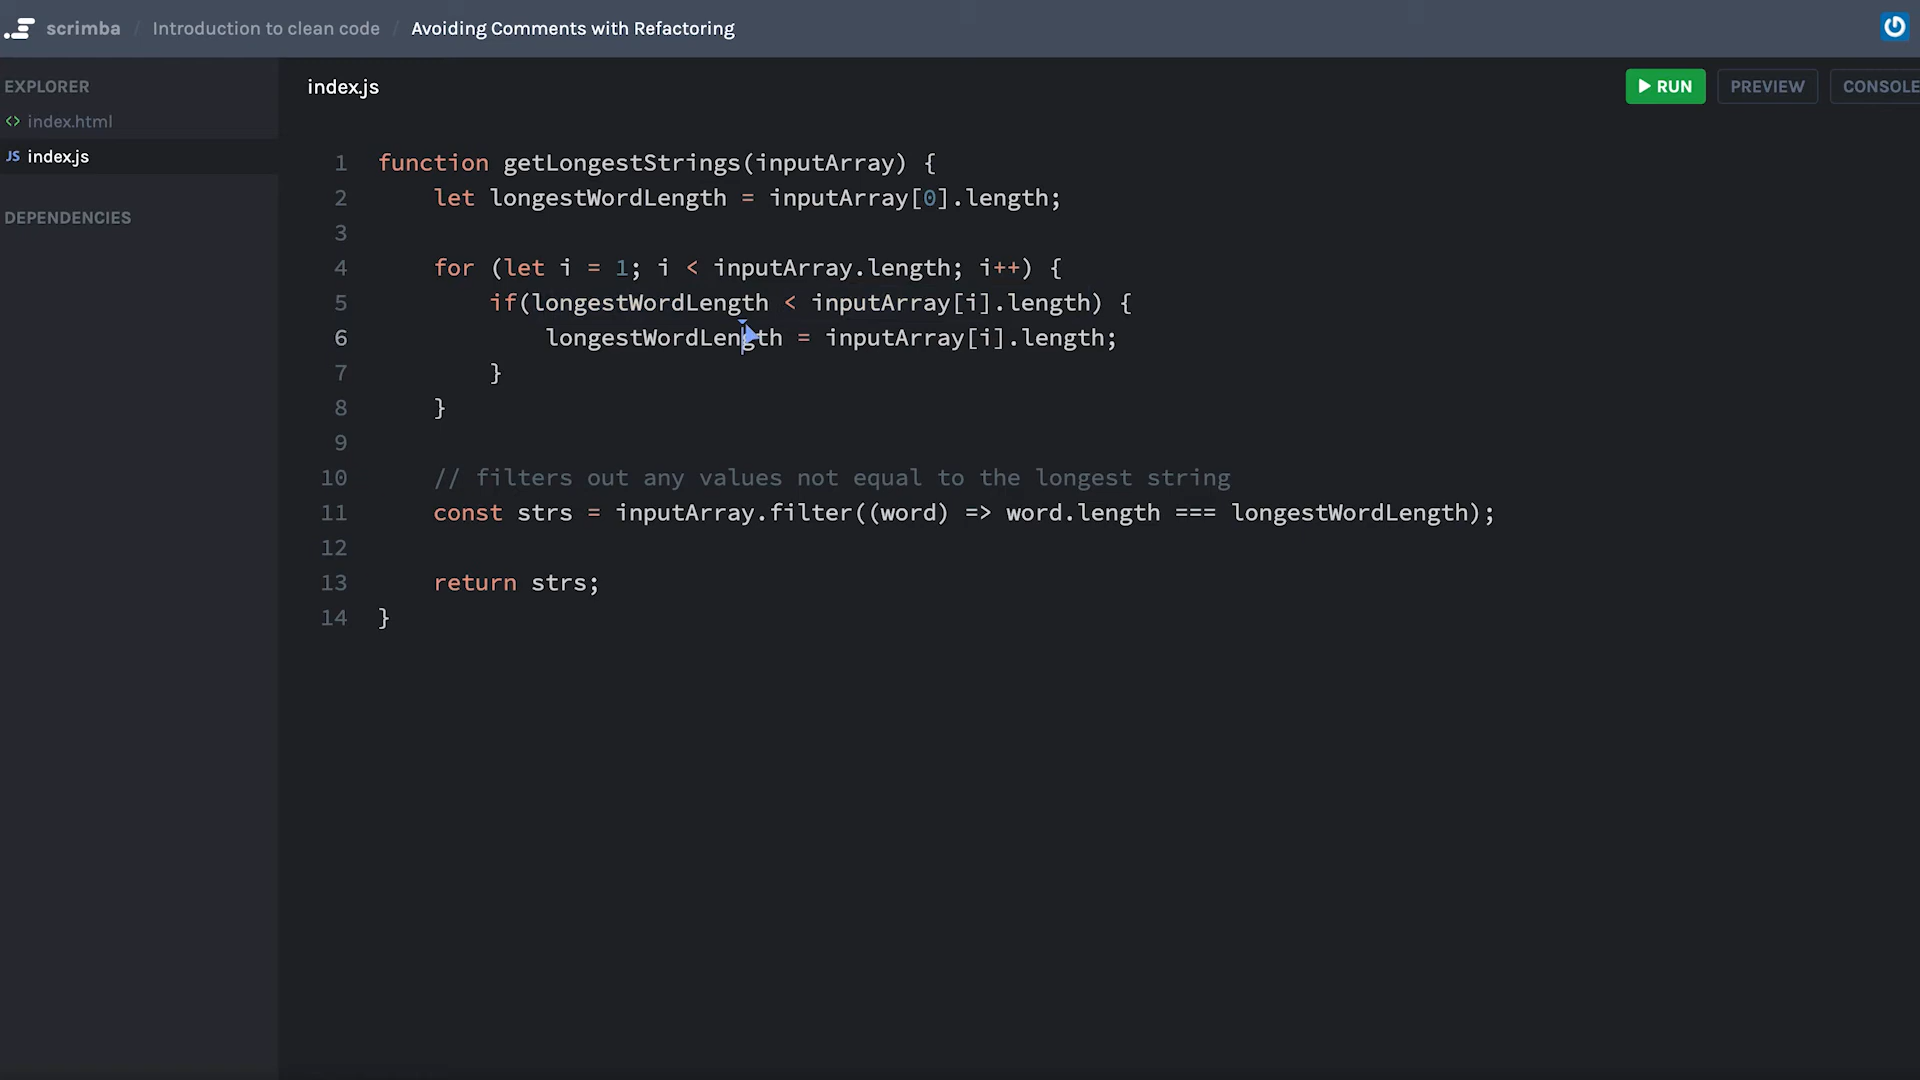 scrimba / Introduction to clean code / Avoiding Comments with Refactoring
EXPLORER
<> index.html
JS index.js
DEPENDENCIES
index.js
RUN PREVIEW CONSOLE
1 function getLongestStrings(inputArray) {
2     let longestWordLength = inputArray[0].length;
3
4     for (let i = 1; i < inputArray.length; i++) {
5         if(longestWordLength < inputArray[i].length) {
6             longestWordLength = inputArray[i].length;
7         }
8     }
9
10     // filters out any values not equal to the longest string
11     const strs = inputArray.filter((word) => word.length === longestWordLength);
12
13     return strs;
14 }